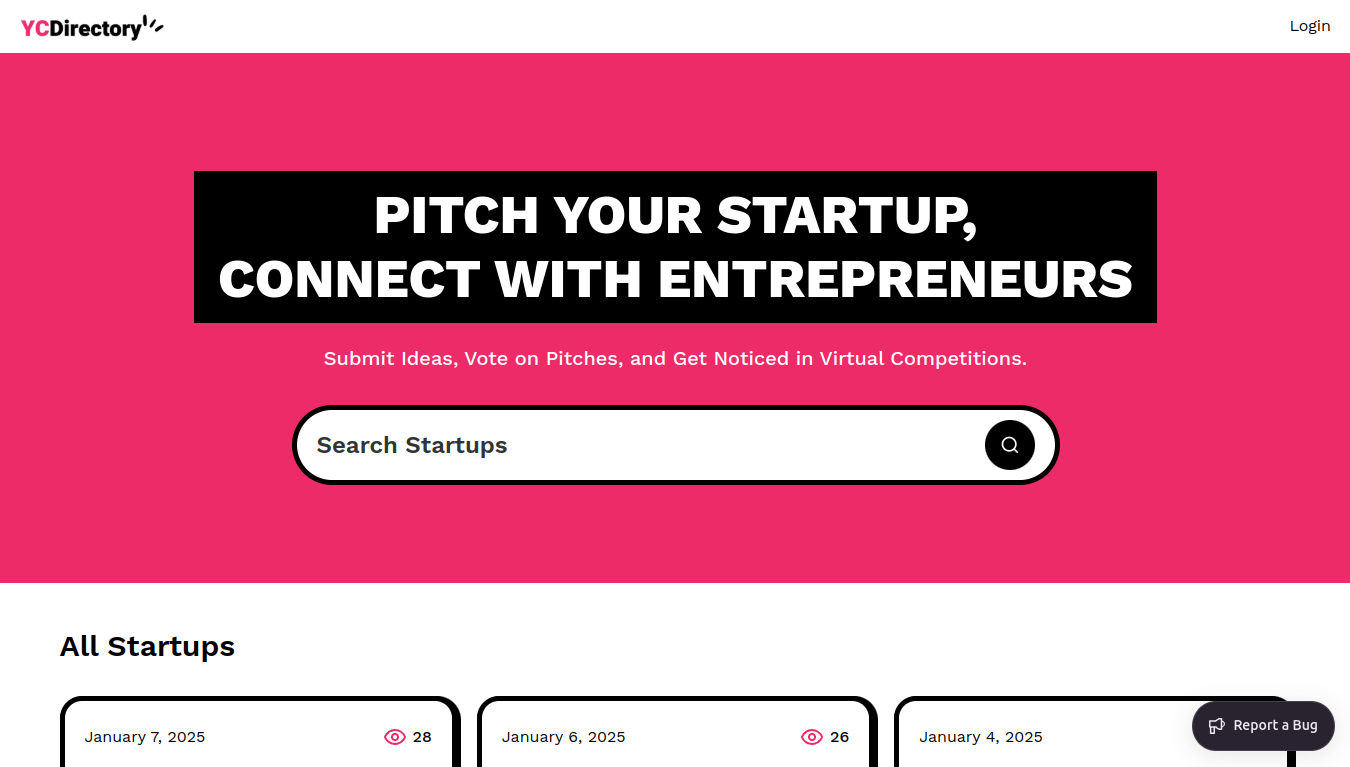 YCDirectory
Login
PITCH YOUR STARTUP,
CONNECT WITH ENTREPRENEURS
Submit Ideas, Vote on Pitches, and Get Noticed in Virtual Competitions.
Search Startups
All Startups
January 7, 2025 28
January 6, 2025 26
January 4, 2025
Report a Bug